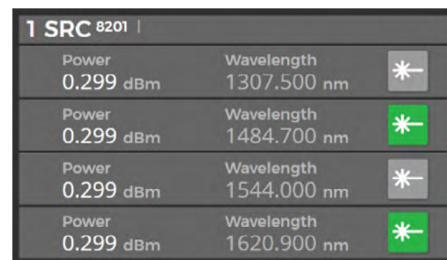 1 SRC 8201
Power Wavelength
0.299 dBm 1307.500 nm
Power Wavelength
0.299 dBm 1484.700 nm
Power Wavelength
0.299 dBm 1544.000 nm
Power Wavelength
0.299 dBm 1620.900 nm